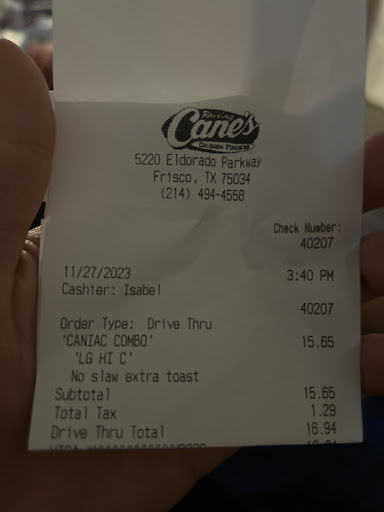 Raising
Cane's
CHICKEN FINGERS
5220 Eldorado Parkway
Frisco, TX 75034
(214) 494-4558
Check Number:
40207
11/27/2023 3:40 PM
Cashier: Isabel
40207
Order Type: Drive Thru
'CANIAC COMBO' 15.65
'LG HI C'
No slaw extra toast
Subtotal 15.65
Total Tax 1.29
Drive Thru Total 16.94